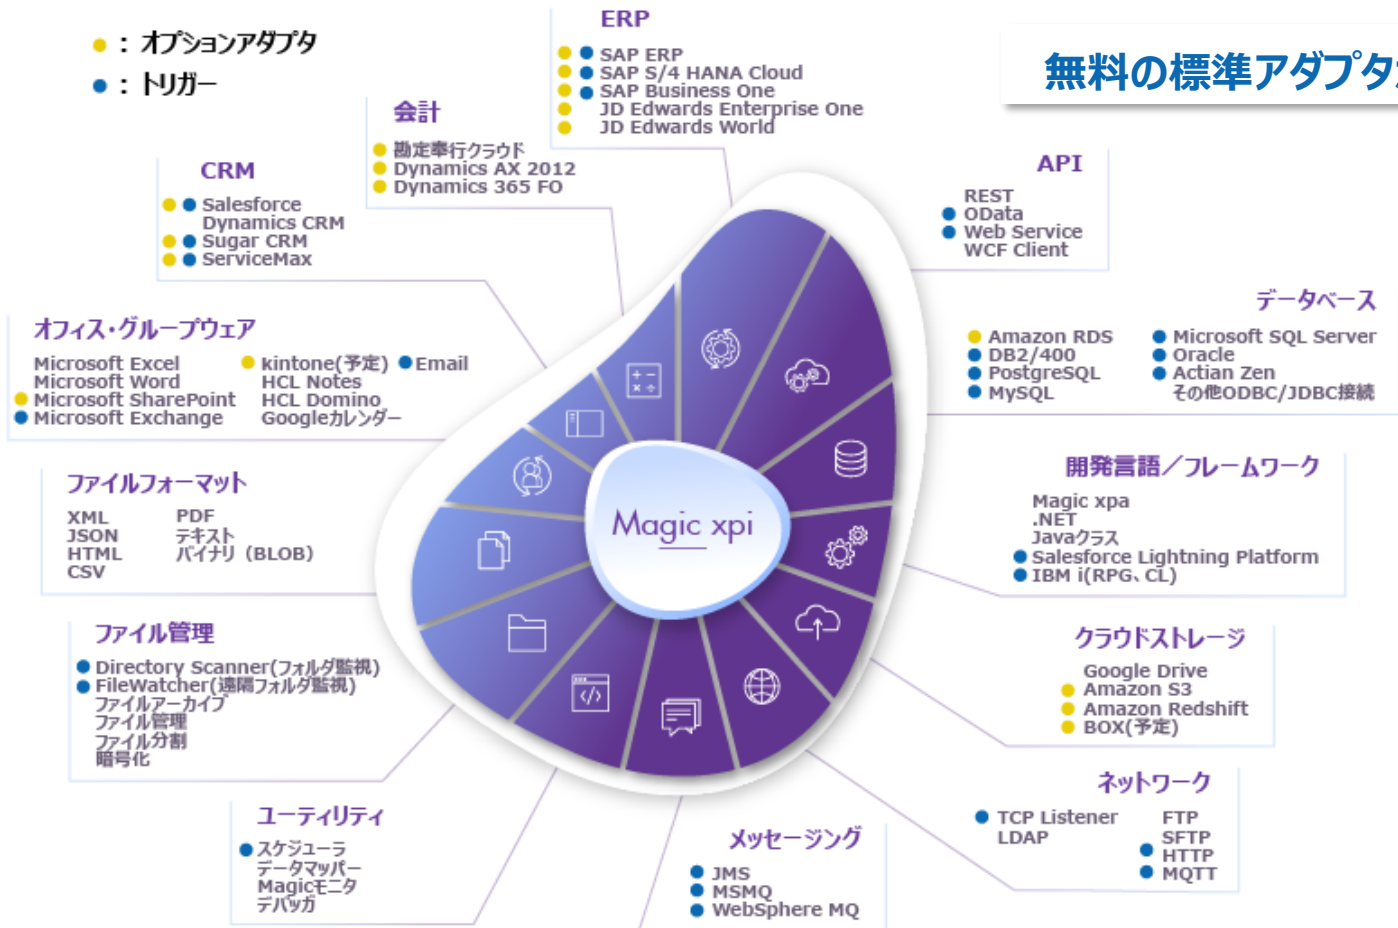 : オプションアダプタ
: トリガー
無料の標準アダプタ
ERP
SAP ERP
SAP S/4 HANA Cloud
SAP Business One
JD Edwards Enterprise One
JD Edwards World
会計
勘定奉行クラウド
Dynamics AX 2012
Dynamics 365 FO
CRM
Salesforce
Dynamics CRM
Sugar CRM
ServiceMax
API
REST
OData
Web Service
WCF Client
データベース
Amazon RDS
DB2/400
PostgreSQL
MySQL
Microsoft SQL Server
Oracle
Actian Zen
その他ODBC/JDBC接続
オフィス・グループウェア
Microsoft Excel
Microsoft Word
Microsoft SharePoint
Microsoft Exchange
kintone(予定)
HCL Notes
HCL Domino
Googleカレンダー
Email
ファイルフォーマット
XML
JSON
HTML
CSV
PDF
テキスト
バイナリ（BLOB）
Magic xpi
開発言語／フレームワーク
Magic xpa
.NET
Javaクラス
Salesforce Lightning Platform
IBM i(RPG、CL)
ファイル管理
Directory Scanner(フォルダ監視)
FileWatcher(遠隔フォルダ監視)
ファイルアーカイブ
ファイル管理
ファイル分割
暗号化
クラウドストレージ
Google Drive
Amazon S3
Amazon Redshift
BOX(予定)
ユーティリティ
スケジューラ
データマッパー
Magicモニタ
デバッガ
メッセージング
JMS
MSMQ
WebSphere MQ
ネットワーク
TCP Listener
LDAP
FTP
SFTP
HTTP
MQTT